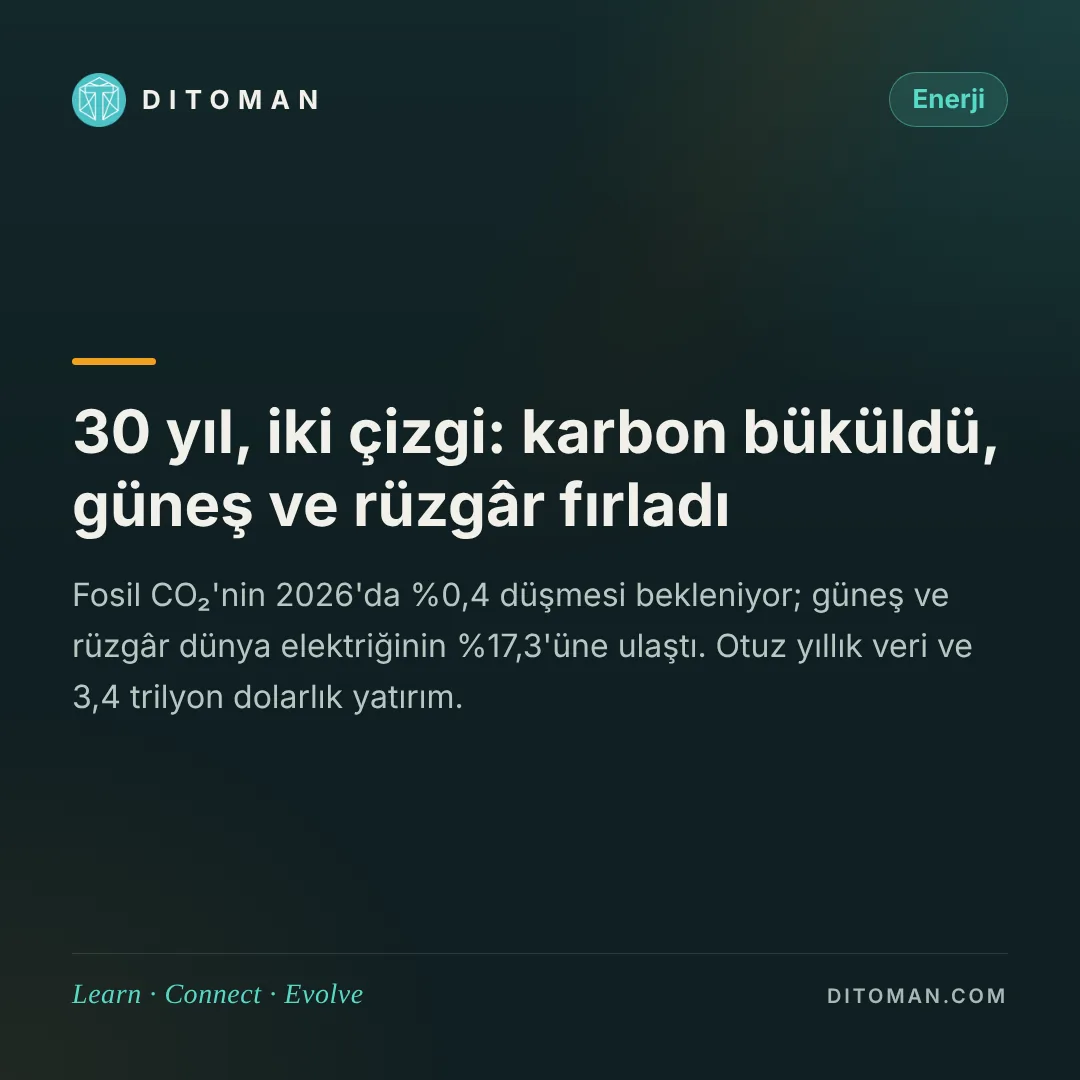 DITOMAN
Enerji
30 yıl, iki çizgi: karbon büküldü,
güneş ve rüzgâr fırladı
Fosil CO₂'nin 2026'da %0,4 düşmesi bekleniyor; güneş ve
rüzgâr dünya elektriğinin %17,3'üne ulaştı. Otuz yıllık veri ve
3,4 trilyon dolarlık yatırım.
Learn · Connect · Evolve
DITOMAN.COM